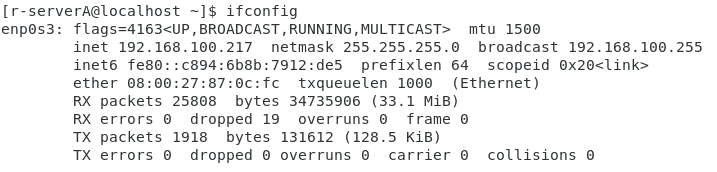 [r-serverA@localhost ~]$ ifconfig
enp0s3: flags=4163<UP,BROADCAST,RUNNING,MULTICAST>  mtu 1500
        inet 192.168.100.217  netmask 255.255.255.0  broadcast 192.168.100.255
        inet6 fe80::c894:6b8b:7912:de5  prefixlen 64  scopeid 0x20<link>
        ether 08:00:27:87:0c:fc  txqueuelen 1000  (Ethernet)
        RX packets 25808  bytes 34735906 (33.1 MiB)
        RX errors 0  dropped 19  overruns 0  frame 0
        TX packets 1918  bytes 131612 (128.5 KiB)
        TX errors 0  dropped 0 overruns 0  carrier 0  collisions 0